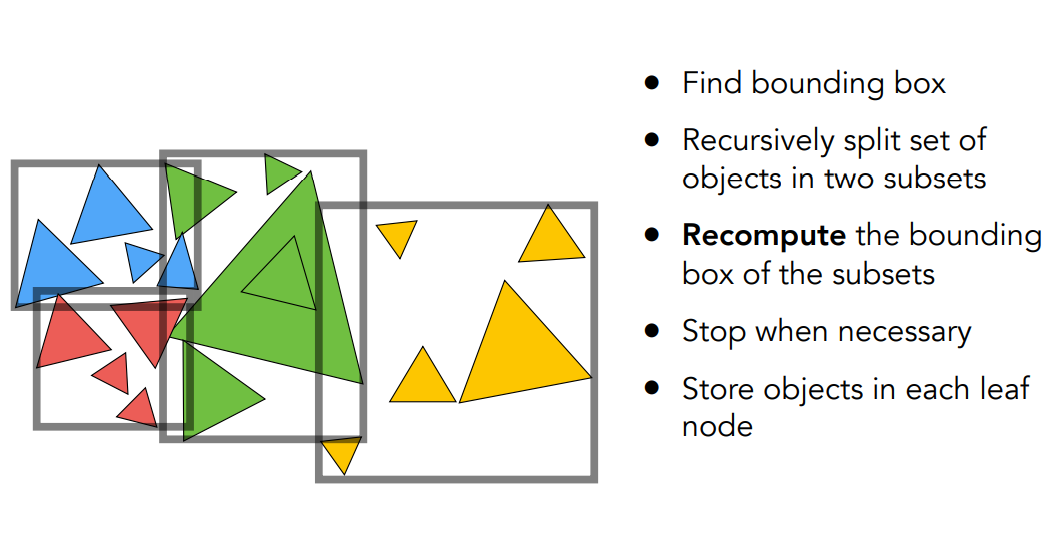 ● Find bounding box
● Recursively split set of
objects in two subsets
● Recompute the bounding
box of the subsets
● Stop when necessary
● Store objects in each leaf
node